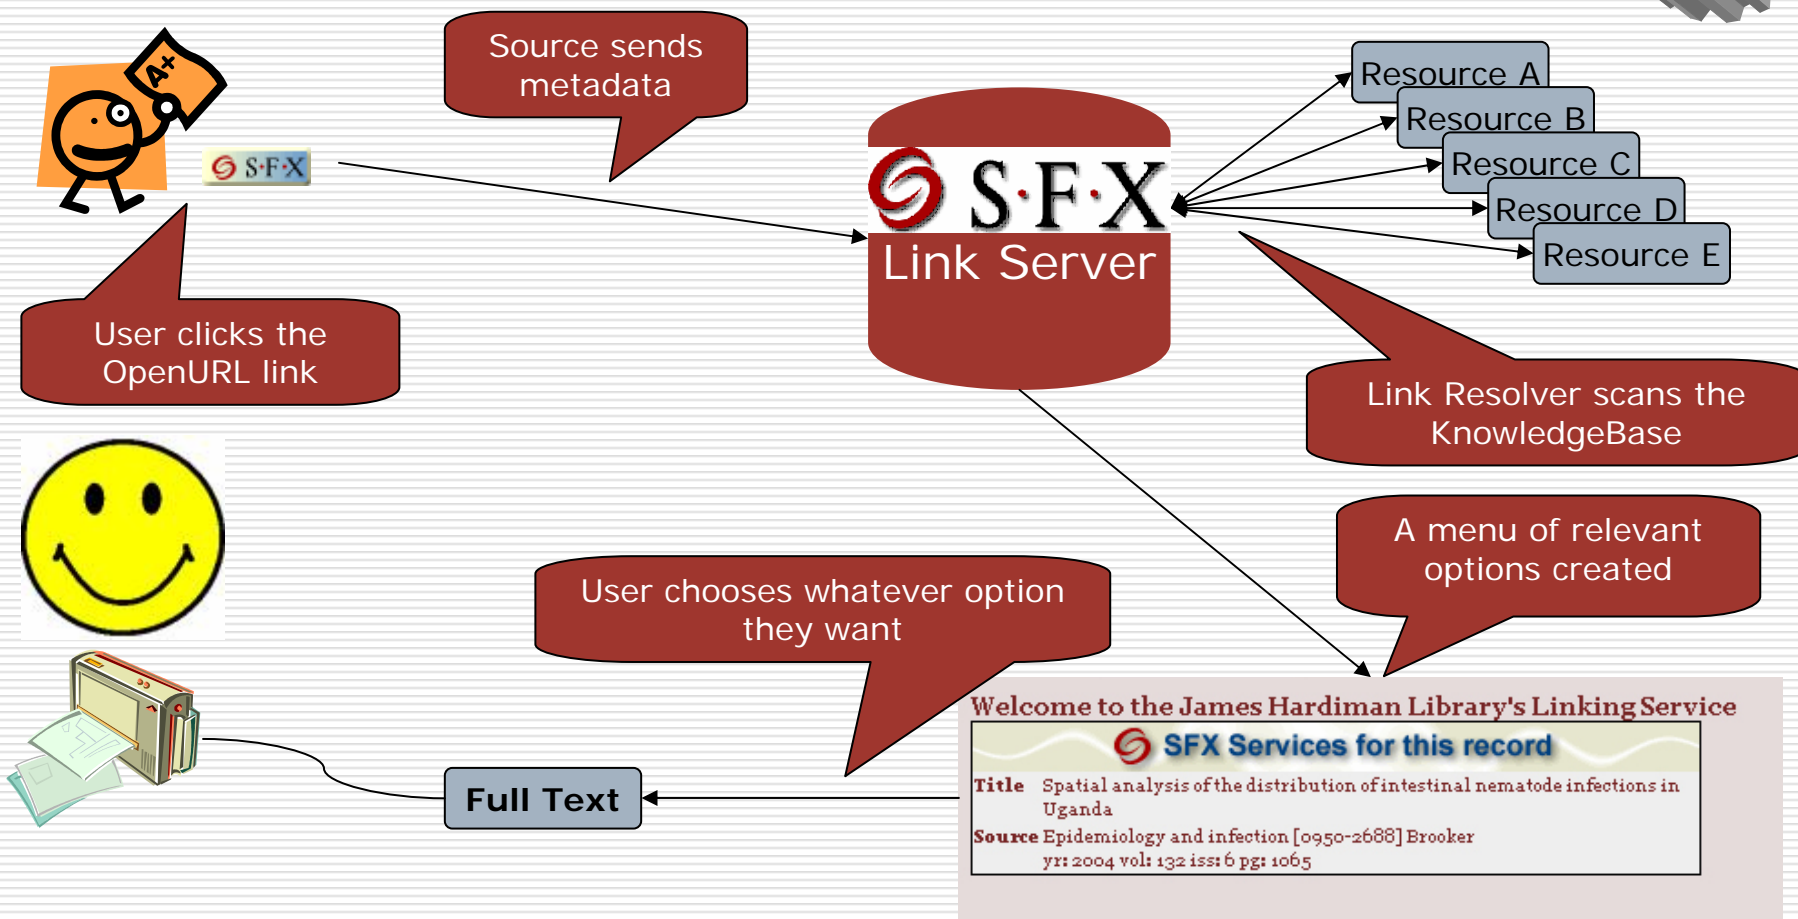 Source sends
metadata
A+
S·F·X
User clicks the
OpenURL link
S·F·X
Link Server
Resource A
Resource B
Resource C
Resource D
Resource E
Link Resolver scans the
KnowledgeBase
A menu of relevant
options created
User chooses whatever option
they want
Welcome to the James Hardiman Library's Linking Service
SFX Services for this record
Title Spatial analysis of the distribution of intestinal nematode infections in
Uganda
Source Epidemiology and infection [0950-2688] Brooker
yr: 2004 vol: 132 iss: 6 pg: 1065
Full Text